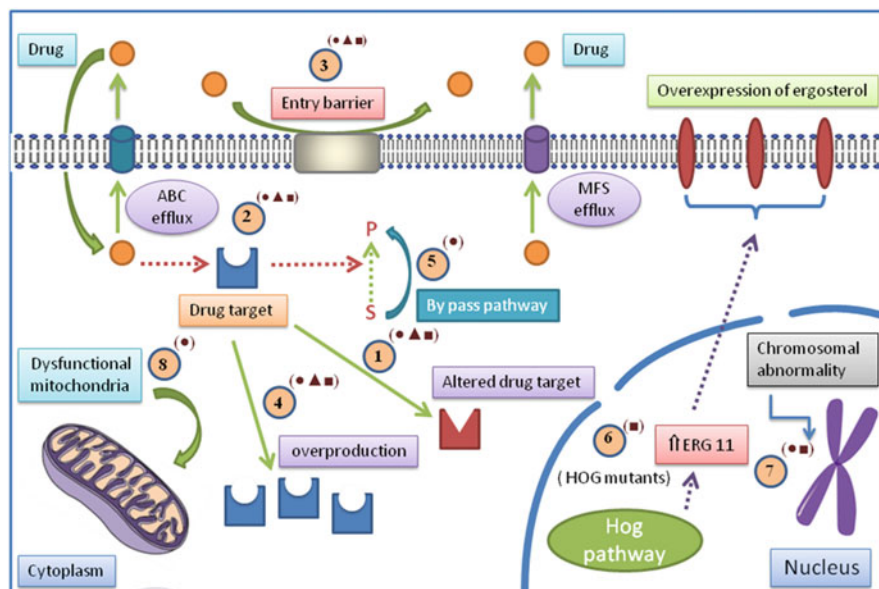 (● ▲ ■)
Drug
3
Drug
Entry barrier
Overexpression of ergosterol
ABC
efflux
(● ▲ ■)
2
MFS
efflux
P
(●)
5
S
By pass pathway
Drug target
(●)
8
Dysfunctional
mitochondria
(● ▲ ■)
1
Chromosomal
abnormality
(● ▲ ■)
4
Altered drug target
(■)
6
⇑ERG 11
(● ■)
7
overproduction
( HOG mutants)
Hog
pathway
Cytoplasm
Nucleus